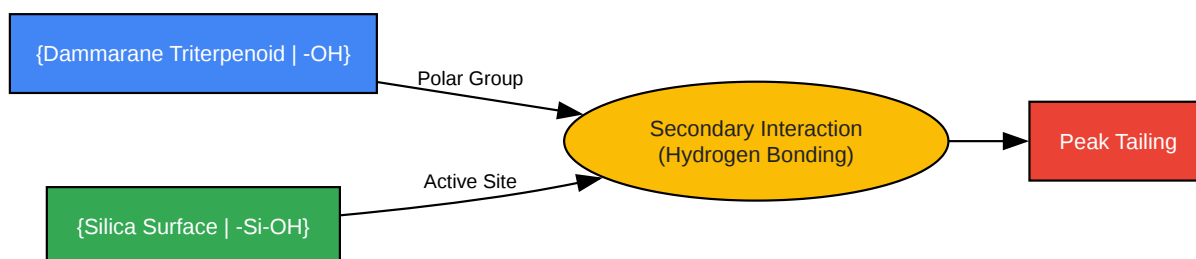 {Dammarane Triterpenoid | -OH}
Polar Group
Secondary Interaction
(Hydrogen Bonding)
Peak Tailing
Active Site
{Silica Surface | -Si-OH}